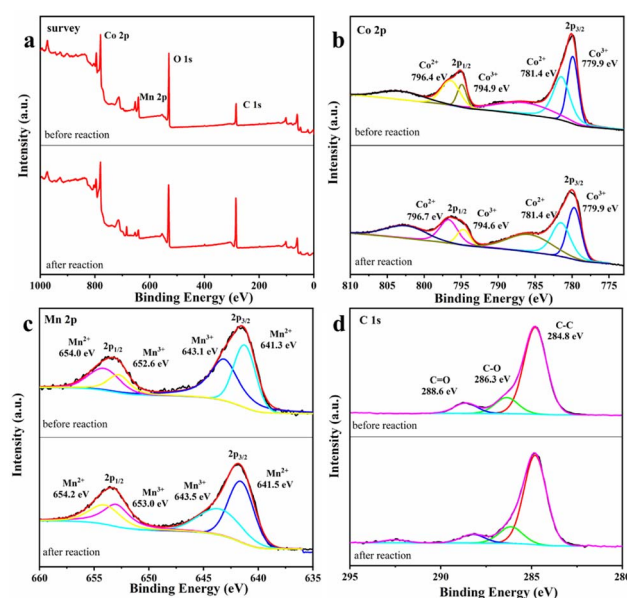 a
survey
Co 2p
O 1s
Mn 2p
C 1s
before reaction
after reaction
Intensity (a.u.)
1000 800 600 400 200 0
Binding Energy (eV)
b
Co 2p
Co²⁺
796.4 eV
2p₁/₂
Co³⁺
794.9 eV
Co²⁺
781.4 eV
2p₃/₂
Co³⁺
779.9 eV
before reaction
Co²⁺
796.7 eV
2p₁/₂
Co³⁺
794.6 eV
Co²⁺
781.4 eV
2p₃/₂
Co³⁺
779.9 eV
after reaction
Intensity (a.u.)
810 800 790 780
Binding Energy (eV)
c
Mn 2p
Mn²⁺
654.0 eV
2p₁/₂
Mn³⁺
652.6 eV
Mn³⁺
643.1 eV
2p₃/₂
Mn²⁺
641.3 eV
before reaction
Mn²⁺
654.2 eV
2p₁/₂
Mn³⁺
653.0 eV
Mn³⁺
643.5 eV
2p₃/₂
Mn²⁺
641.5 eV
after reaction
Intensity (a.u.)
660 655 650 645 640 635
Binding Energy (eV)
d
C 1s
C=O
288.6 eV
C-O
286.3 eV
C-C
284.8 eV
before reaction
after reaction
Intensity (a.u.)
295 290 285 280
Binding Energy (eV)